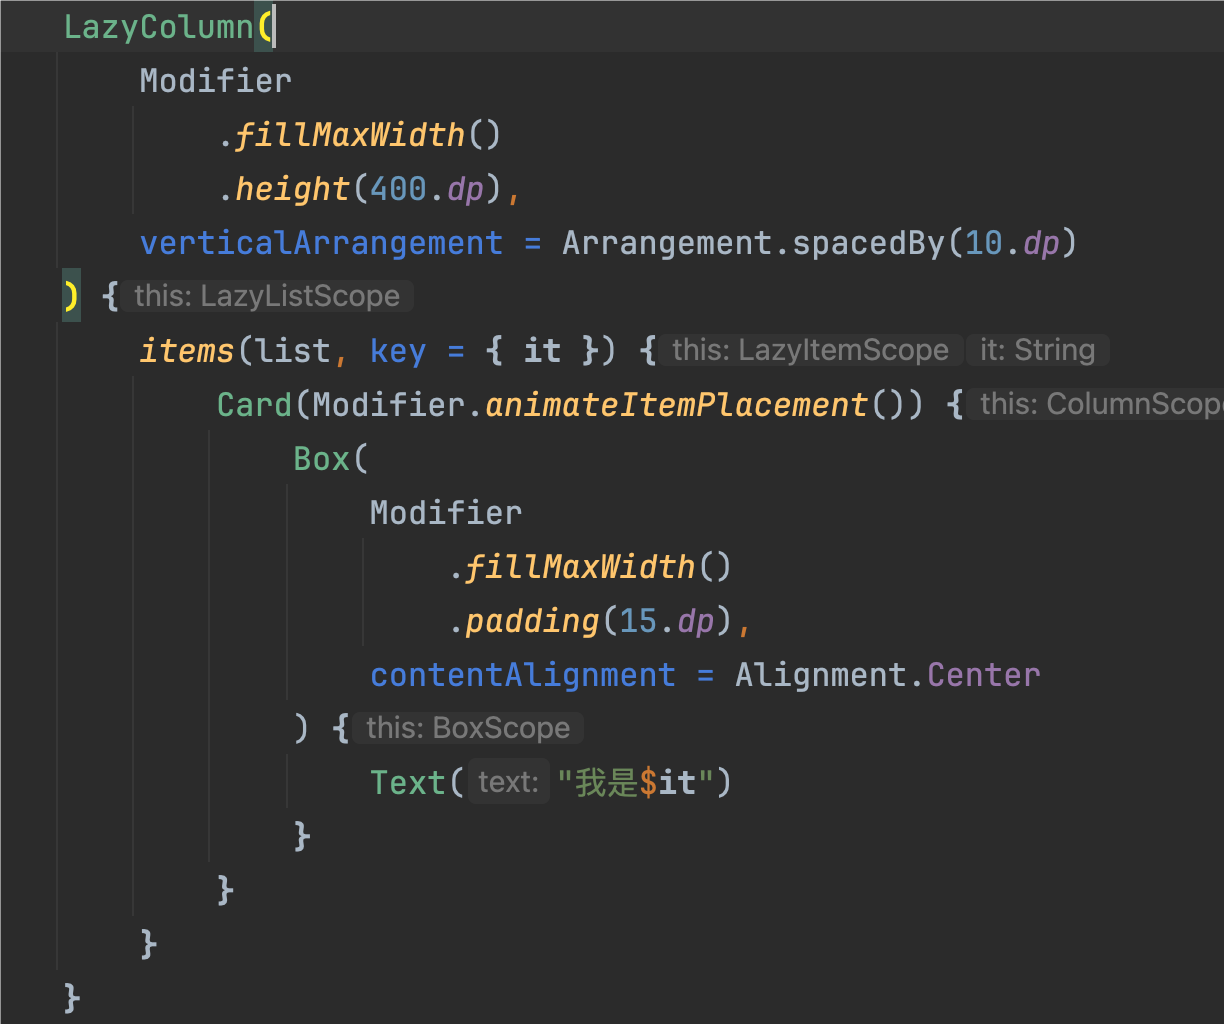 LazyColumn(
Modifier
.fillMaxWidth()
.height(400.dp),
verticalArrangement = Arrangement.spacedBy(10.dp)
) { this: LazyListScope
items(list, key = { it }) { this: LazyItemScope it: String
Card(Modifier.animateItemPlacement()) { this: ColumnScope
Box(
Modifier
.fillMaxWidth()
.padding(15.dp),
contentAlignment = Alignment.Center
) { this: BoxScope
Text( text: "我是$it")
}
}
}
}